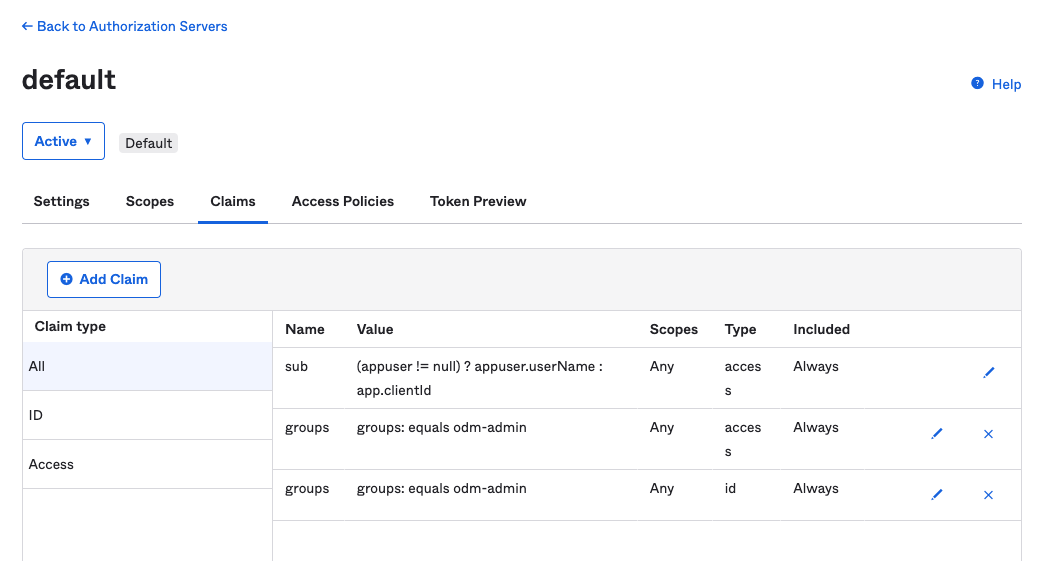 ← Back to Authorization Servers
default
Help
Active ▼ Default
Settings Scopes Claims Access Policies Token Preview
Add Claim
Claim type
All
ID
Access
Name Value Scopes Type Included
sub (appuser != null) ? appuser.userName : Any acces Always
app.clientId s
groups groups: equals odm-admin Any acces Always
s
groups groups: equals odm-admin Any id Always